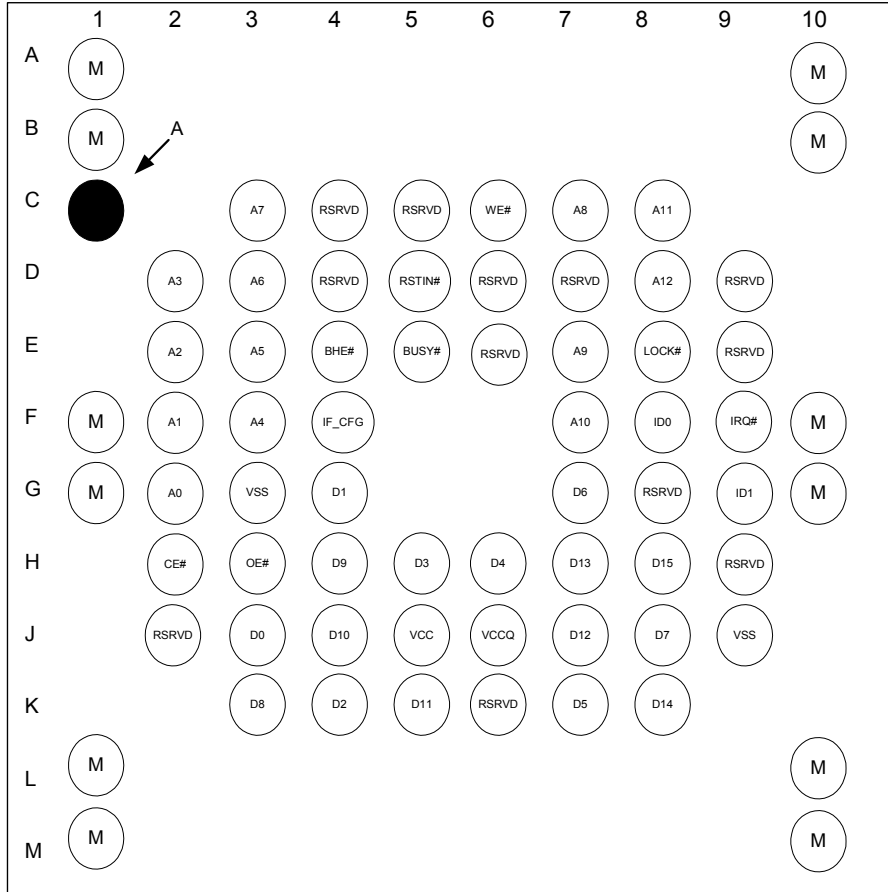 1 2 3 4 5 6 7 8 9 10
A M M
B M A M
C A7 RSRVD RSRVD WE# A8 A11
D A3 A6 RSRVD RSTIN# RSRVD RSRVD A12 RSRVD
E A2 A5 BHE# BUSY# RSRVD A9 LOCK# RSRVD
F M A1 A4 IF_CFG A10 ID0 IRQ# M
G M A0 VSS D1 D6 RSRVD ID1 M
H CE# OE# D9 D3 D4 D13 D15 RSRVD
J RSRVD D0 D10 VCC VCCQ D12 D7 VSS
K D8 D2 D11 RSRVD D5 D14
L M M
M M M